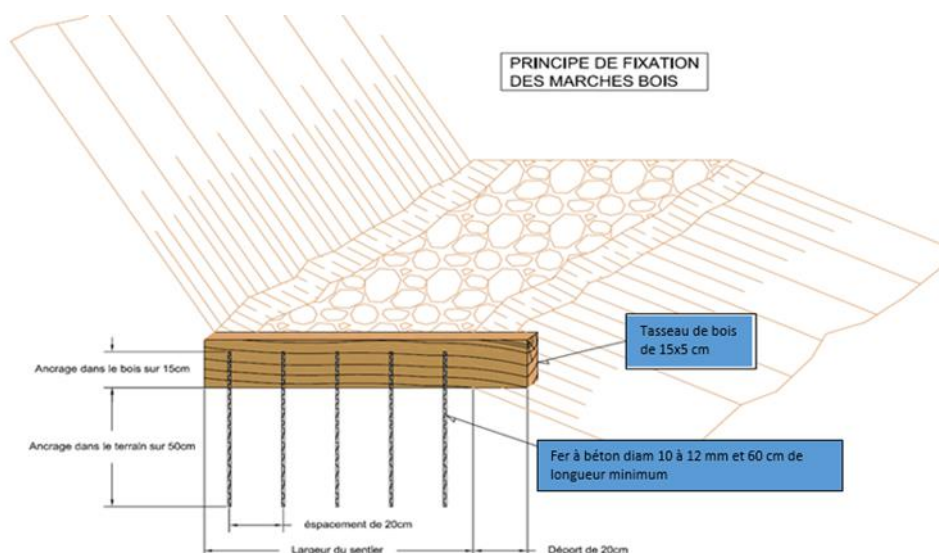 PRINCIPE DE FIXATION
DES MARCHES BOIS
Tasseau de bois
de 15x5 cm
Ancrage dans le bois sur 15cm
Ancrage dans le terrain sur 50cm
Fer à béton diam 10 à 12 mm et 60 cm de
longueur minimum
éspacement de 20cm
Largeur du sentier
Déport de 20cm